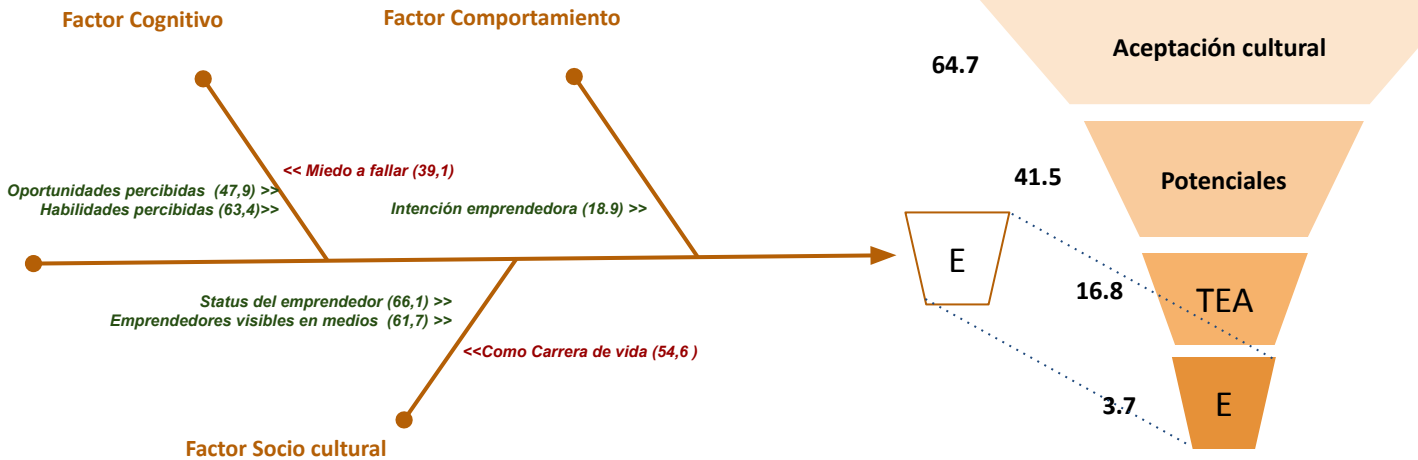 Factor Cognitivo
Factor Comportamiento
<< Miedo a fallar (39,1)
Oportunidades percibidas (47,9) >>
Habilidades percibidas (63,4)>>
Intención emprendedora (18.9) >>
Status del emprendedor (66,1) >>
Emprendedores visibles en medios (61,7) >>
<<Como Carrera de vida (54,6 )
Factor Socio cultural
E
64.7
Aceptación cultural
41.5
Potenciales
16.8
TEA
3.7
E